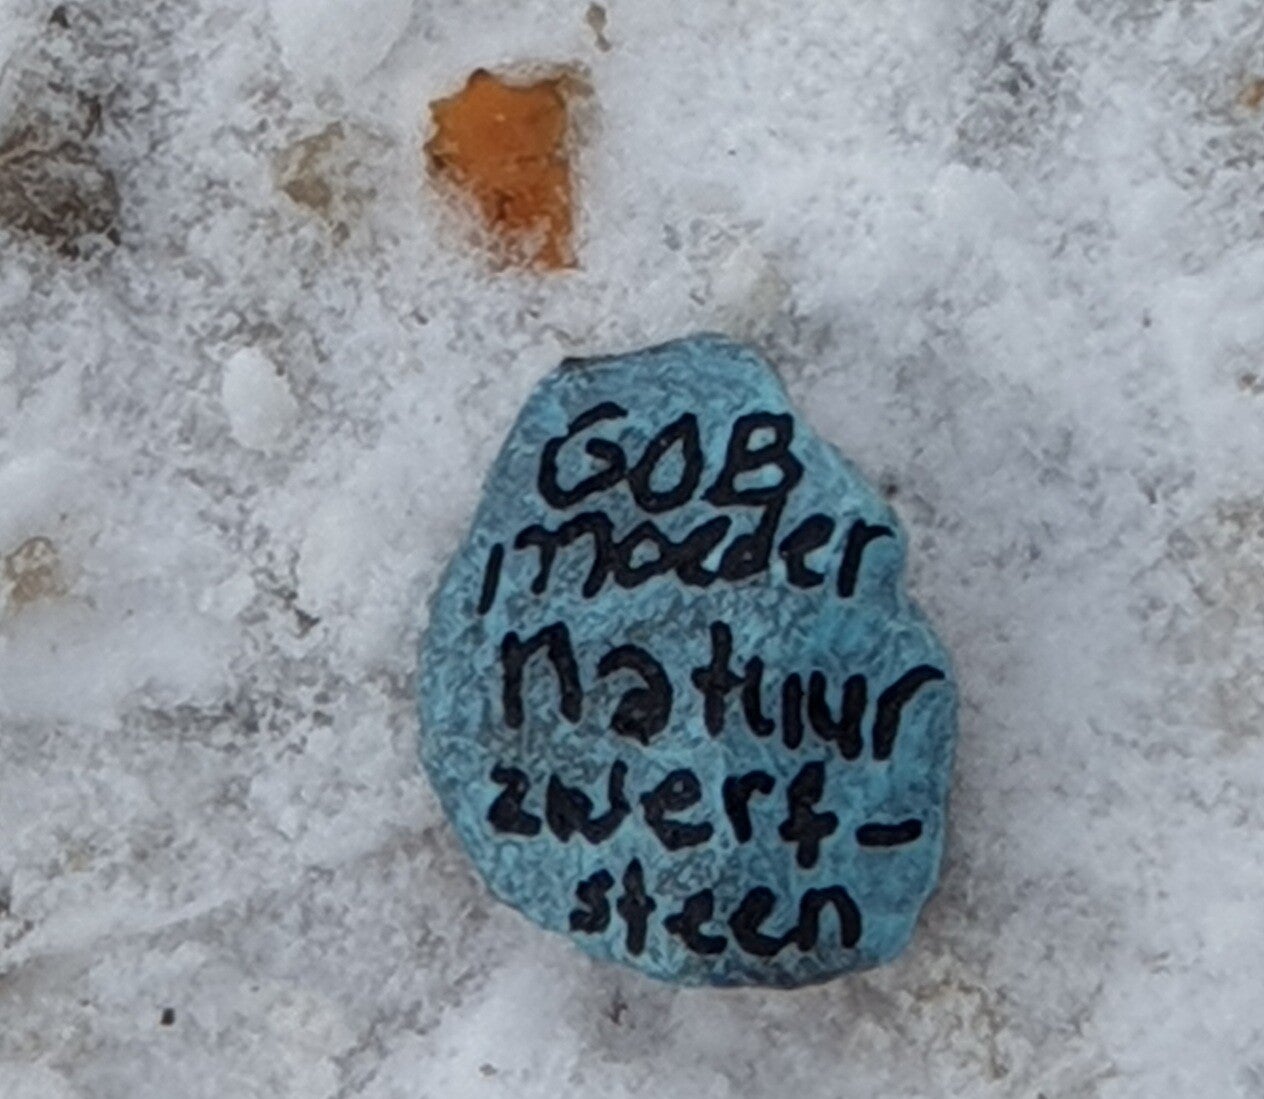 GOB
moeder
natuur
zwerf-
steen